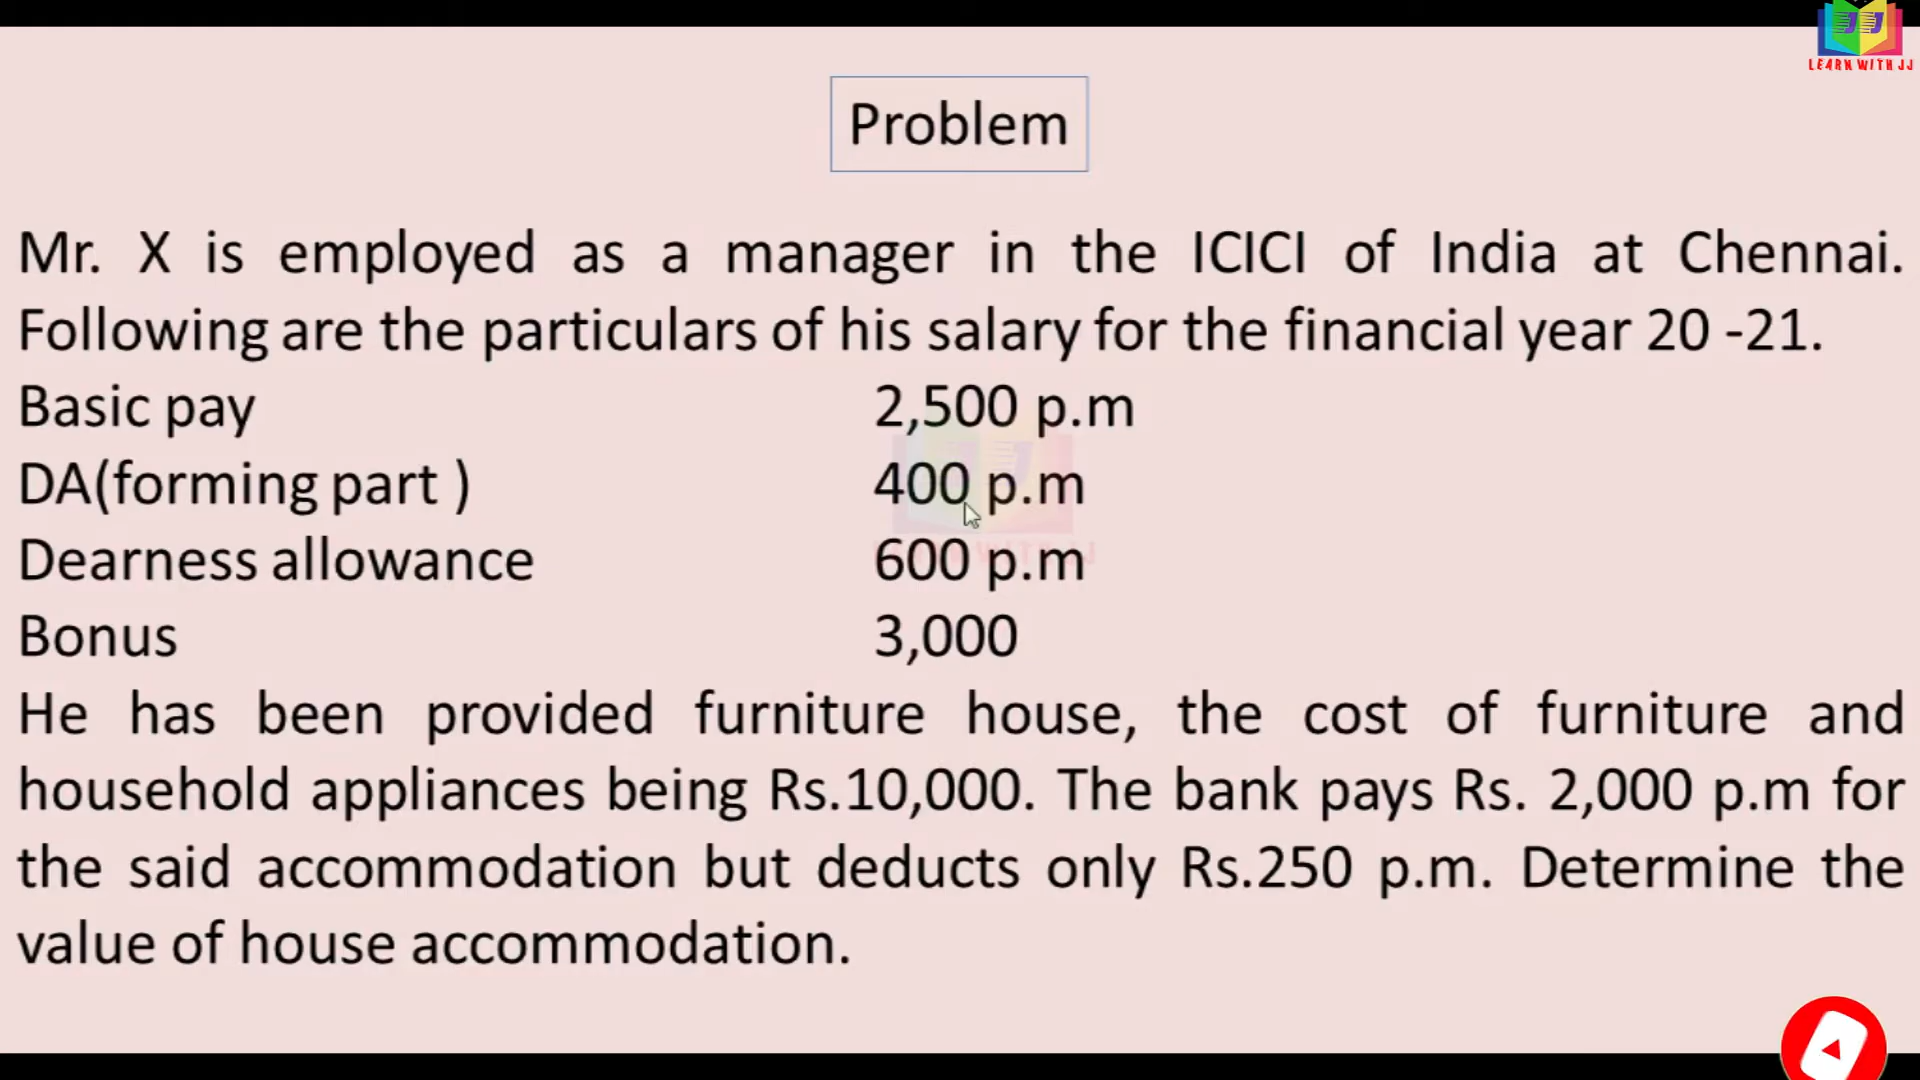 LEARN WITH JJ
Problem
Mr. X is employed as a manager in the ICICI of India at Chennai.
Following are the particulars of his salary for the financial year 20 -21.
Basic pay 2,500 p.m
DA(forming part ) 400 p.m
Dearness allowance 600 p.m
Bonus 3,000
He has been provided furniture house, the cost of furniture and
household appliances being Rs.10,000. The bank pays Rs. 2,000 p.m for
the said accommodation but deducts only Rs.250 p.m. Determine the
value of house accommodation.